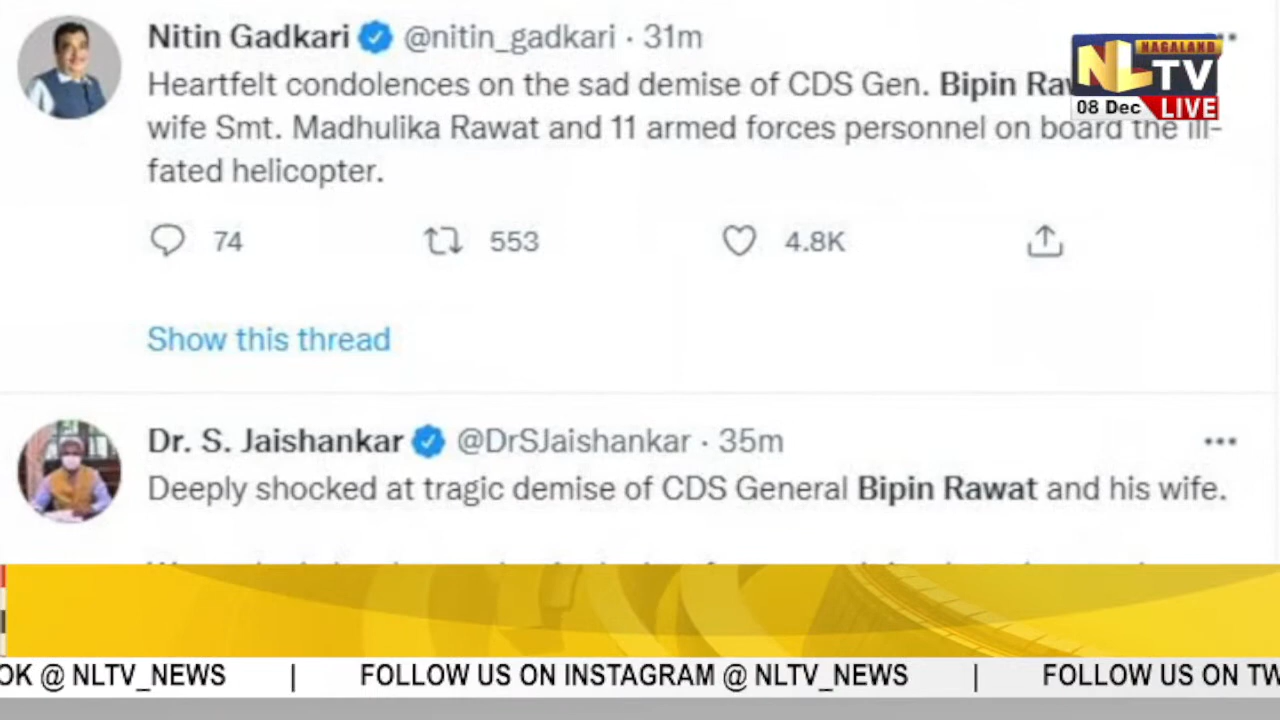 Nitin Gadkari @nitin_gadkari · 31m
Heartfelt condolences on the sad demise of CDS Gen. Bipin
wife Smt. Madhulika Rawat and 11 armed forces personnel on board the ill-
fated helicopter.
74 553 4.8K
Show this thread
Dr. S. Jaishankar @DrSJaishankar · 35m
Deeply shocked at tragic demise of CDS General Bipin Rawat and his wife.
NAGALAND
NLTV
08 Dec LIVE
OK @ NLTV_NEWS | FOLLOW US ON INSTAGRAM @ NLTV_NEWS | FOLLOW US ON TW